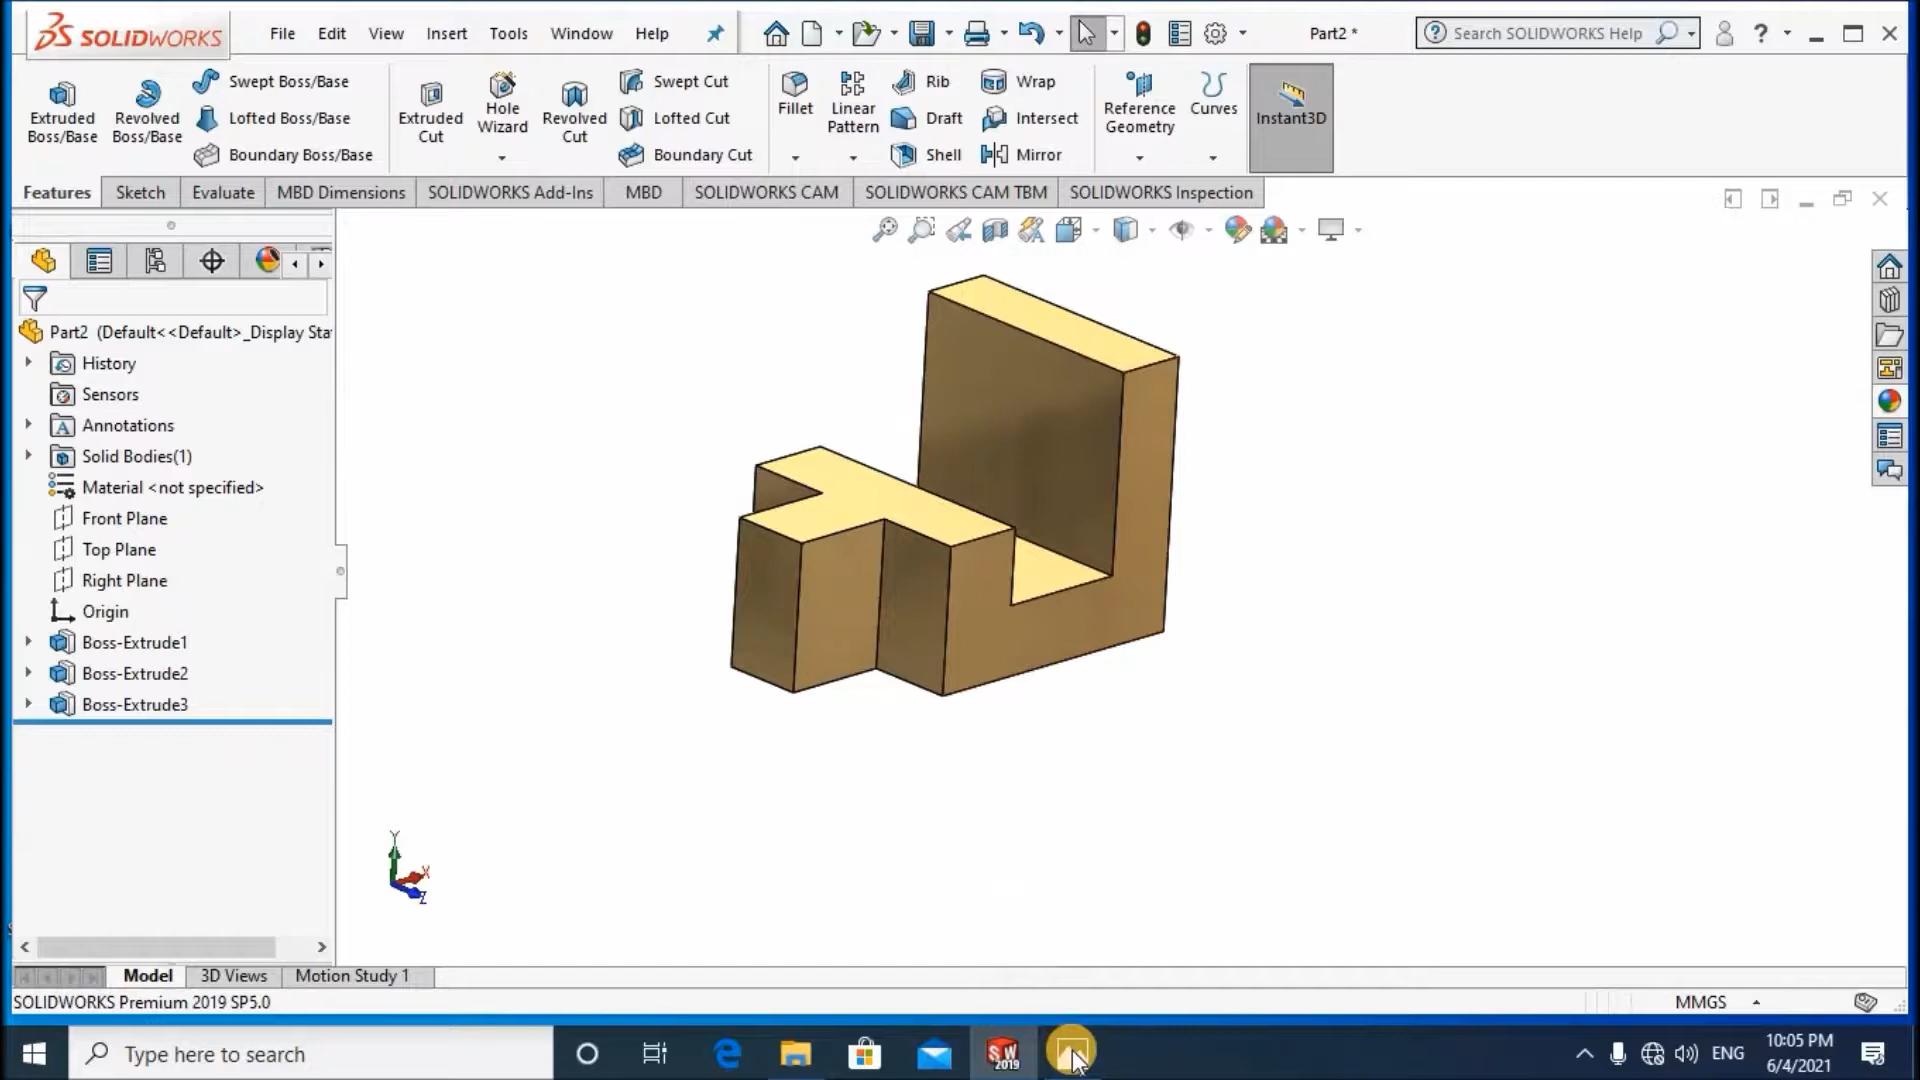 SOLIDWORKS File Edit View Insert Tools Window Help Part2 * Search SOLIDWORKS Help
Extruded Boss/Base
Revolved Boss/Base
Swept Boss/Base
Lofted Boss/Base
Boundary Boss/Base
Extruded Cut
Hole Wizard
Revolved Cut
Swept Cut
Lofted Cut
Boundary Cut
Fillet
Linear Pattern
Rib
Draft
Shell
Wrap
Intersect
Mirror
Reference Geometry
Curves
Instant3D
Features Sketch Evaluate MBD Dimensions SOLIDWORKS Add-Ins MBD SOLIDWORKS CAM SOLIDWORKS CAM TBM SOLIDWORKS Inspection
Part2 (Default<<Default>_Display Sta
History
Sensors
Annotations
Solid Bodies(1)
Material <not specified>
Front Plane
Top Plane
Right Plane
Origin
Boss-Extrude1
Boss-Extrude2
Boss-Extrude3
Y
X
Z
Model 3D Views Motion Study 1
SOLIDWORKS Premium 2019 SP5.0 MMGS
Type here to search
SW 2019
ENG
10:05 PM
6/4/2021